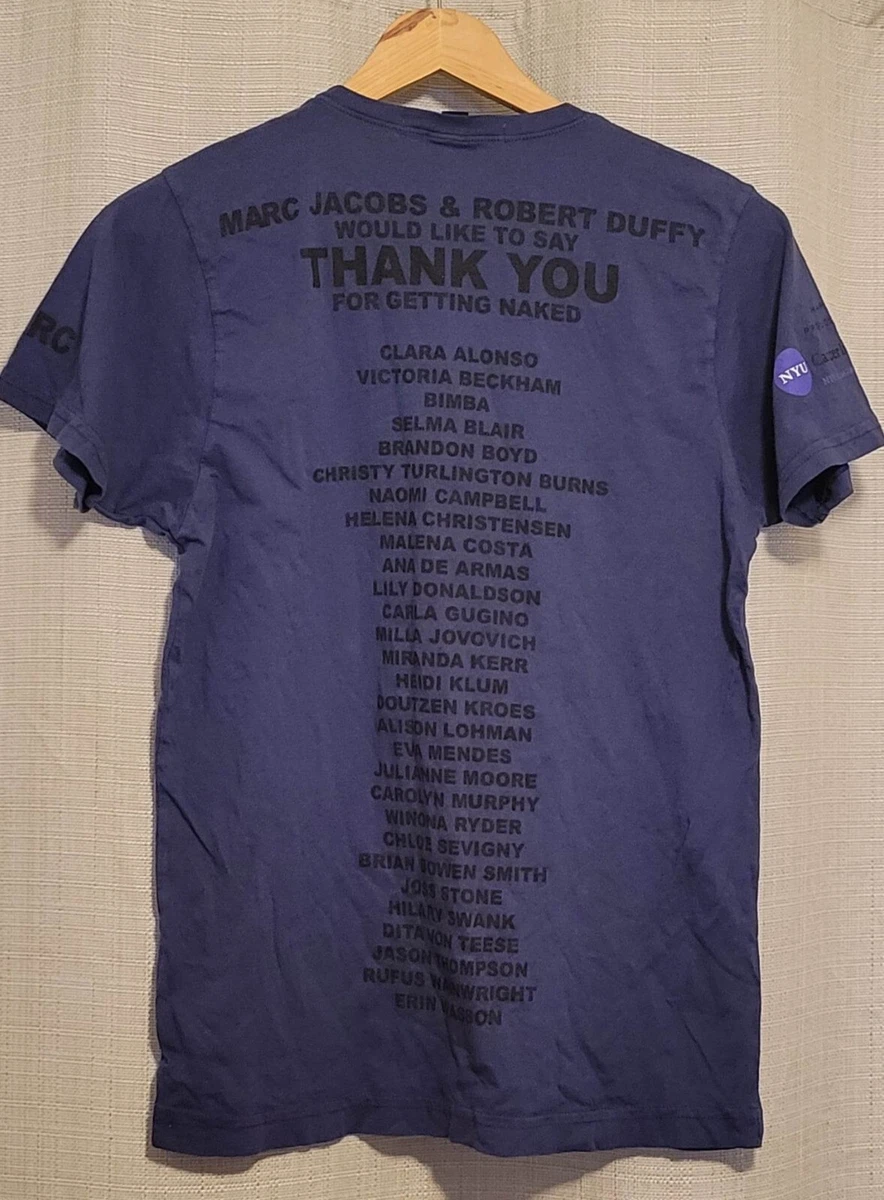 MARC JACOBS & ROBERT DUFFY
WOULD LIKE TO SAY
THANK YOU
FOR GETTING NAKED
CLARA ALONSO
VICTORIA BECKHAM
BIMBA
SELMA BLAIR
BRANDON BOYD
CHRISTY TURLINGTON BURNS
NAOMI CAMPBELL
HELENA CHRISTENSEN
MALENA COSTA
ANA DE ARMAS
LILY DONALDSON
CARLA GUGINO
MILLA JOVOVICH
MIRANDA KERR
HEIDI KLUM
DOUTZEN KROES
ALISON LOHMAN
EVA MENDES
JULIANNE MOORE
CAROLYN MURPHY
WINONA RYDER
CHLOE SEVIGNY
BRIAN BOWEN SMITH
JOSS STONE
HILARY SWANK
DITA VON TEESE
JASON THOMPSON
RUFUS WAINWRIGHT
ERIN WASSON
RC
NYU